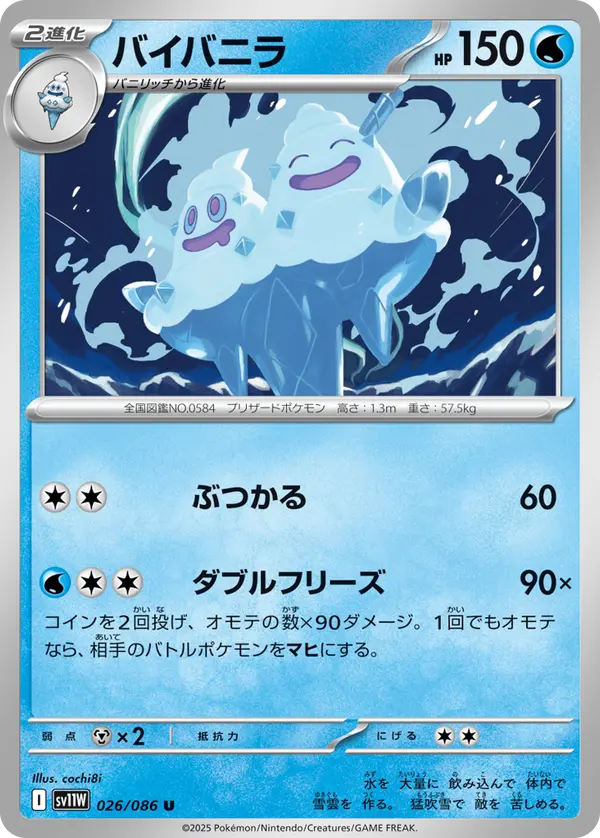 2進化
バイバニラ
HP 150
バニリッチから進化
全国図鑑NO.0584 ブリザードポケモン 高さ:1.3m 重さ:57.5kg
ぶつかる 60
ダブルフリーズ 90×
コインを2回投げ、オモテの数×90ダメージ。1回でもオモテ
なら、相手のバトルポケモンをマヒにする。
弱点 ×2 抵抗力 にげる
Illus. cochi8i
I sv11W 026/086 U
水を 大量に 飲み込んで 体内で
雪雲を 作る。 猛吹雪で 敵を 苦しめる。
©2025 Pokémon/Nintendo/Creatures/GAME FREAK.